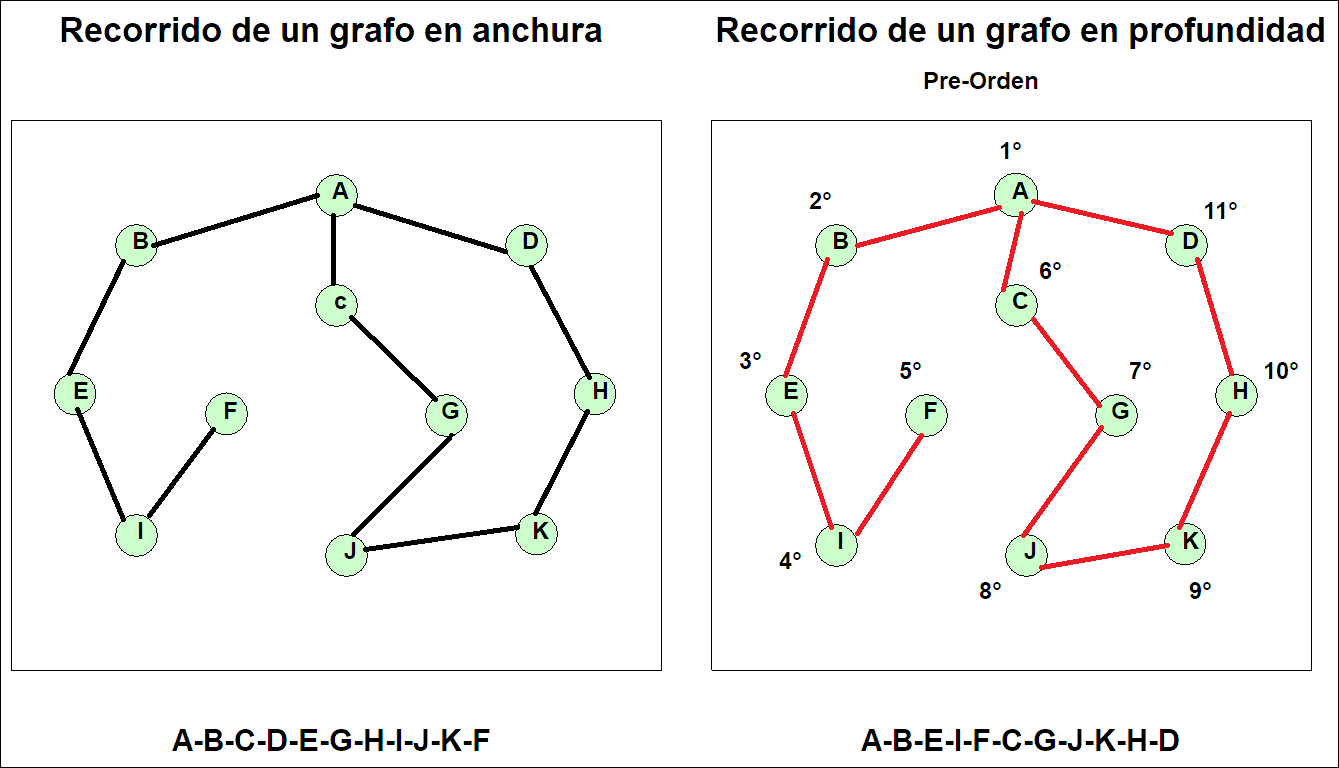 Recorrido de un grafo en anchura
A
B
D
c
E
F
G
H
I
J
K
A-B-C-D-E-G-H-I-J-K-F
Recorrido de un grafo en profundidad
Pre-Orden
1°
A
2°
11°
B
D
6°
C
3°
5°
7°
10°
E
F
G
H
I
J
K
4°
8°
9°
A-B-E-I-F-C-G-J-K-H-D